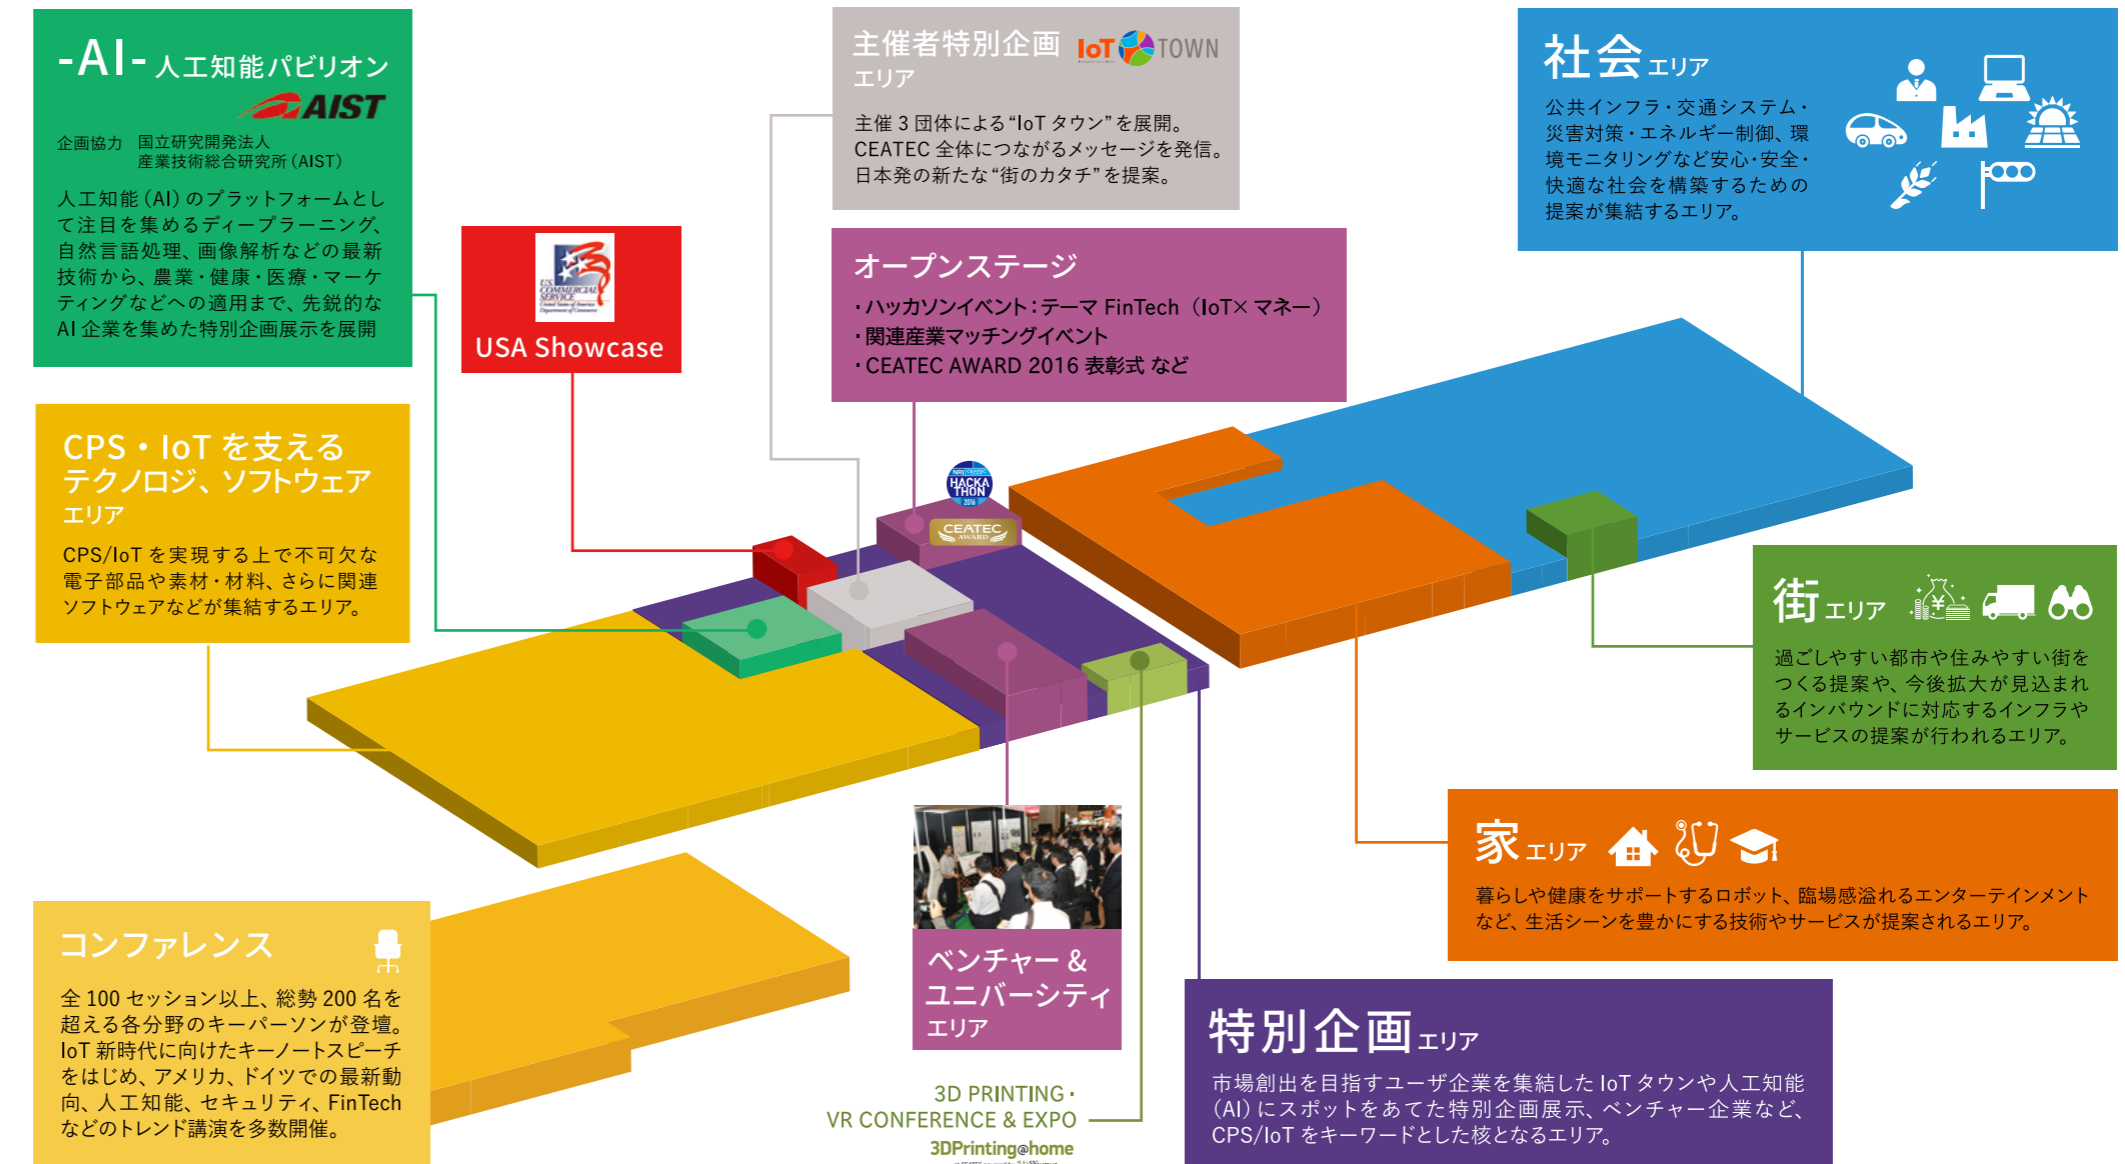 -AI- 人工知能パビリオン
AIST
企画協力 国立研究開発法人
産業技術総合研究所(AIST)
人工知能(AI)のプラットフォームとし
て注目を集めるディープラーニング、
自然言語処理、画像解析などの最新
技術から、農業・健康・医療・マーケ
ティングなどへの適用まで、先鋭的な
AI 企業を集めた特別企画展示を展開
CPS・IoT を支える
テクノロジ、ソフトウェア
エリア
CPS/IoT を実現する上で不可欠な
電子部品や素材・材料、さらに関連
ソフトウェアなどが集結するエリア。
コンファレンス
全 100 セッション以上、総勢 200 名を
超える各分野のキーパーソンが登壇。
IoT 新時代に向けたキーノートスピーチ
をはじめ、アメリカ、ドイツでの最新動
向、人工知能、セキュリティ、FinTech
などのトレンド講演を多数開催。
U.S.
COMMERCIAL
SERVICE
United States of America
Department of Commerce
USA Showcase
主催者特別企画 IoT TOWN
エリア
主催 3 団体による“IoT タウン”を展開。
CEATEC 全体につながるメッセージを発信。
日本発の新たな“街のカタチ”を提案。
オープンステージ
・ハッカソンイベント：テーマ FinTech（IoT× マネー）
・関連産業マッチングイベント
・CEATEC AWARD 2016 表彰式 など
NRI CEATEC
HACKA
THON
2016
CEATEC
AWARD
ベンチャー &
ユニバーシティ
エリア
3D PRINTING・
VR CONFERENCE & EXPO
3DPrinting@home
社会 エリア
公共インフラ・交通システム・
災害対策・エネルギー制御、環
境モニタリングなど安心・安全・
快適な社会を構築するための
提案が集結するエリア。
街 エリア
¥
過ごしやすい都市や住みやすい街を
つくる提案や、今後拡大が見込まれ
るインバウンドに対応するインフラや
サービスの提案が行われるエリア。
家 エリア
暮らしや健康をサポートするロボット、臨場感溢れるエンターテインメント
など、生活シーンを豊かにする技術やサービスが提案されるエリア。
特別企画 エリア
市場創出を目指すユーザ企業を集結した IoT タウンや人工知能
（AI）にスポットをあてた特別企画展示、ベンチャー企業など、
CPS/IoT をキーワードとした核となるエリア。